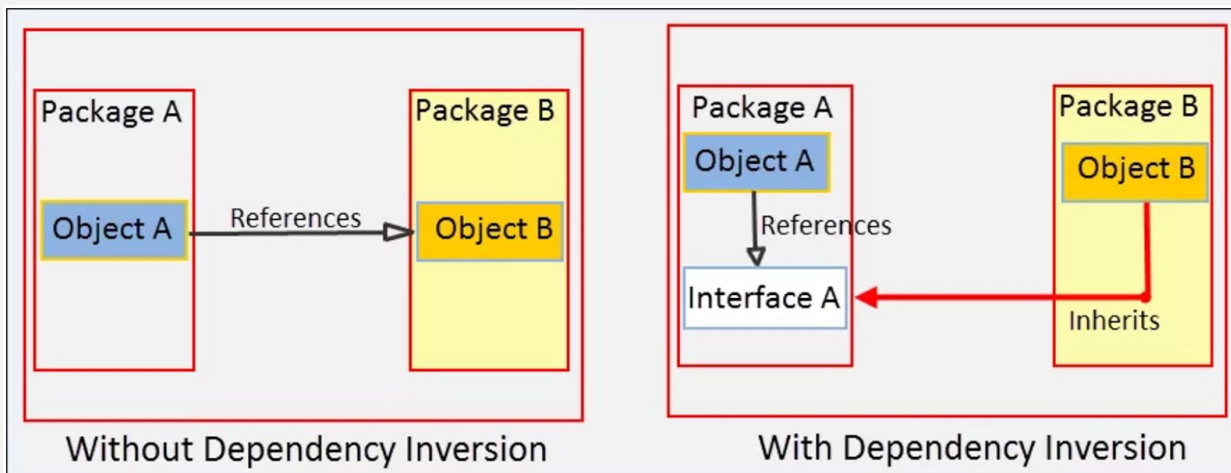 Package A
Package B
Object A
References
Object B
Without Dependency Inversion
Package A
Object A
References
Interface A
Package B
Object B
Inherits
With Dependency Inversion